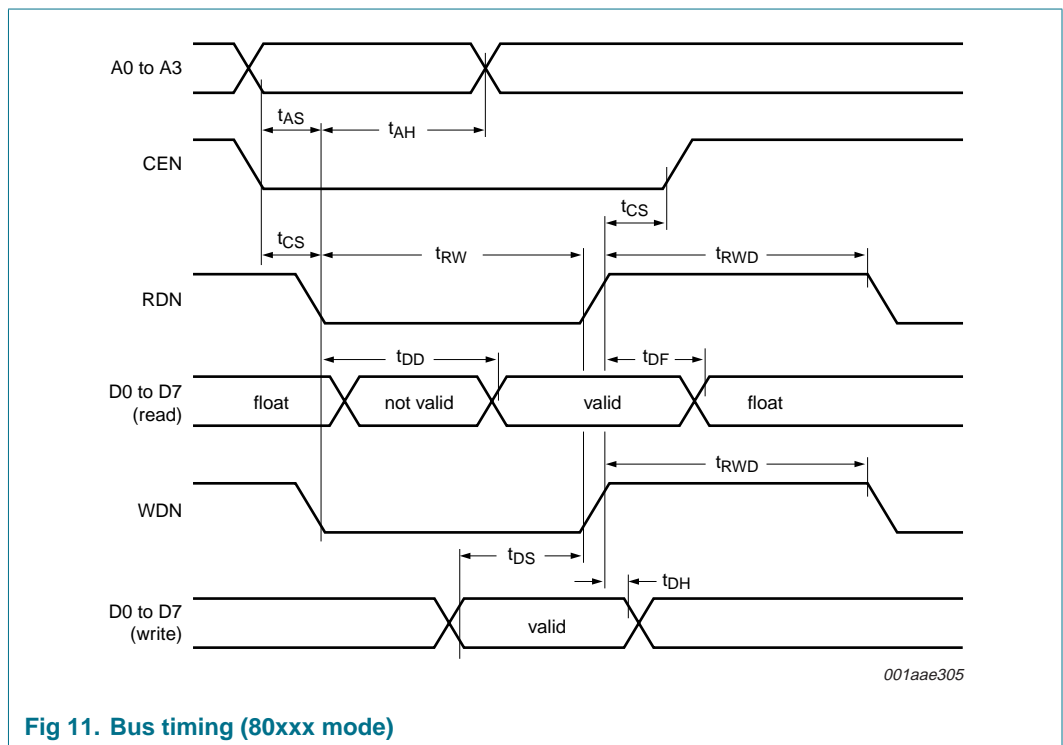 A0 to A3
tAS
tAH
CEN
tCS
tCS
tRW
tRWD
RDN
tDD
tDF
D0 to D7
(read)
float
not valid
valid
float
tRWD
WDN
tDS
tDH
D0 to D7
(write)
valid
001aae305
Fig 11. Bus timing (80xxx mode)